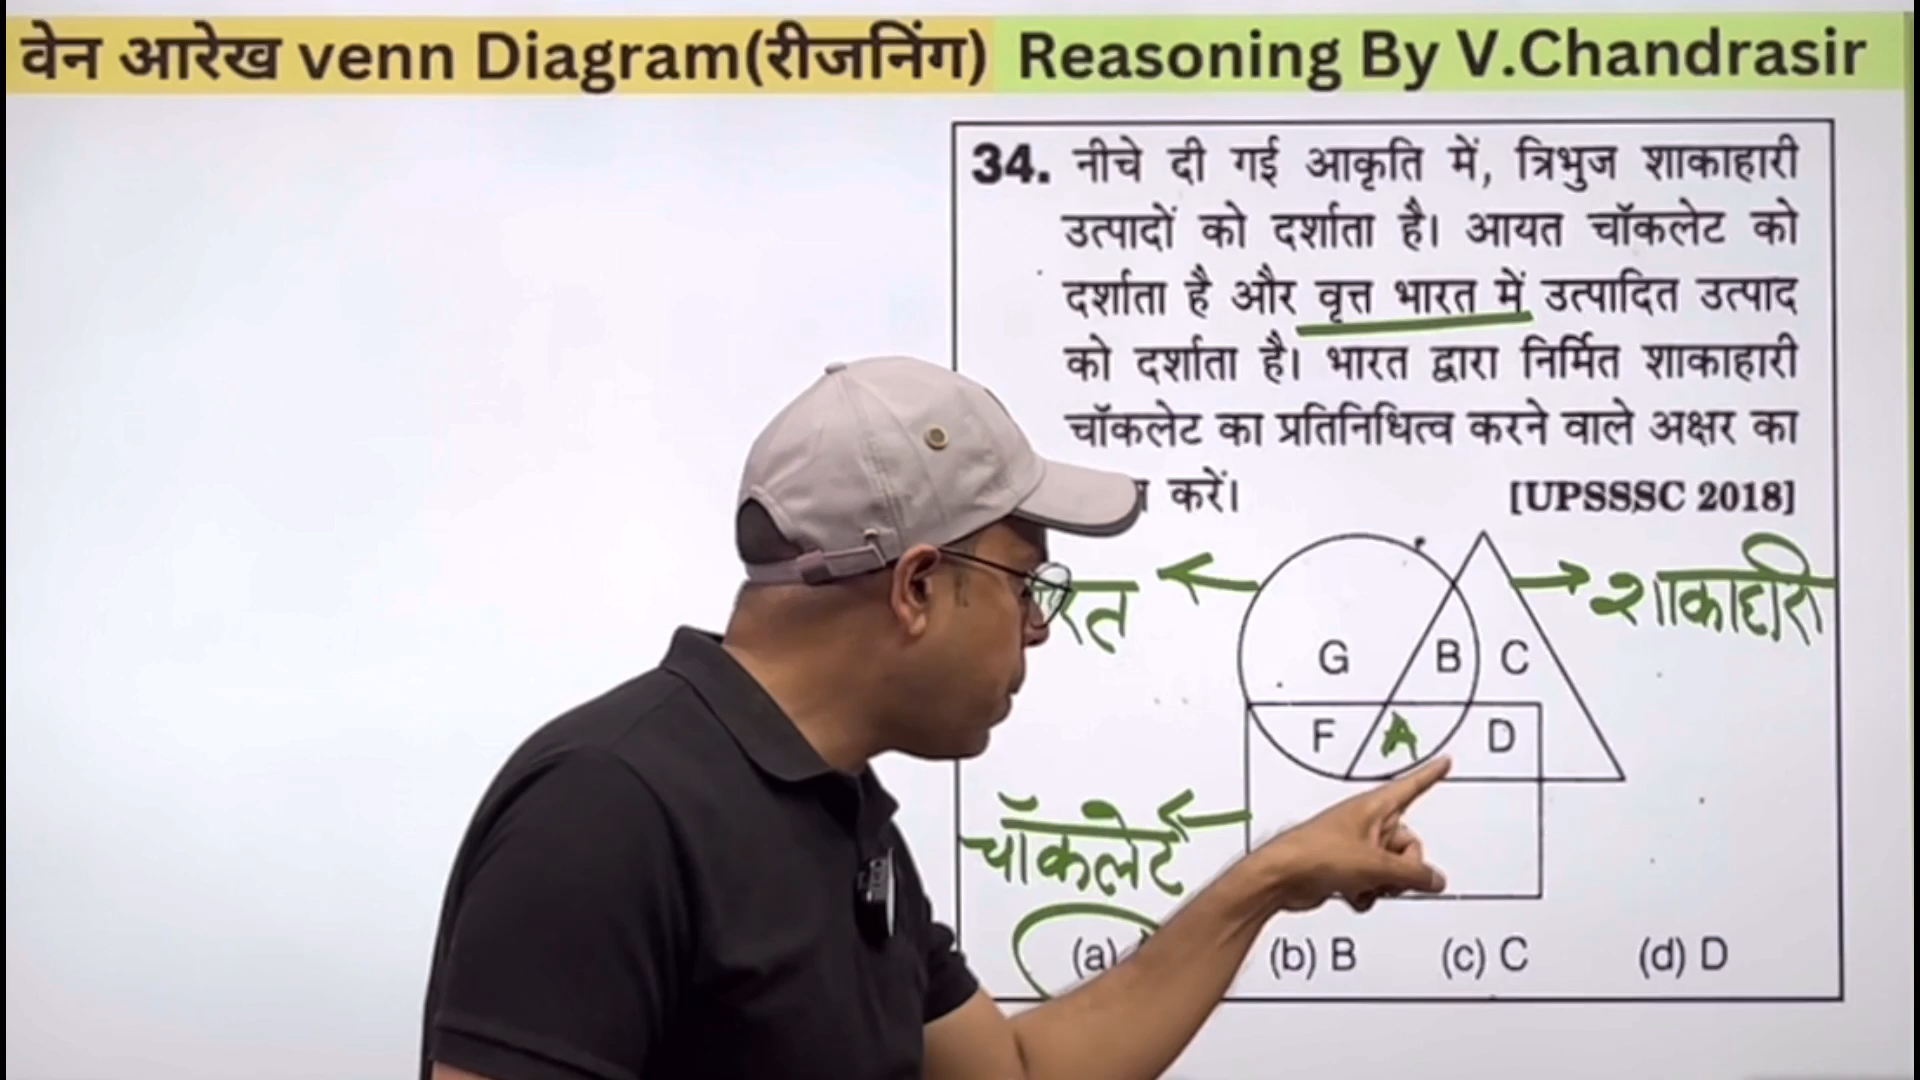 वेन आरेख venn Diagram(रीजनिंग) Reasoning By V.Chandrasir
34. नीचे दी गई आकृति में, त्रिभुज शाकाहारी
उत्पादों को दर्शाता है। आयत चॉकलेट को
दर्शाता है और वृत्त भारत में उत्पादित उत्पाद
को दर्शाता है। भारत द्वारा निर्मित शाकाहारी
चॉकलेट का प्रतिनिधित्व करने वाले अक्षर का
करें। [UPSSSC 2018]
शाकाहारी
G B C
F A D
चॉकलेट
(a) (b) B (c) C (d) D